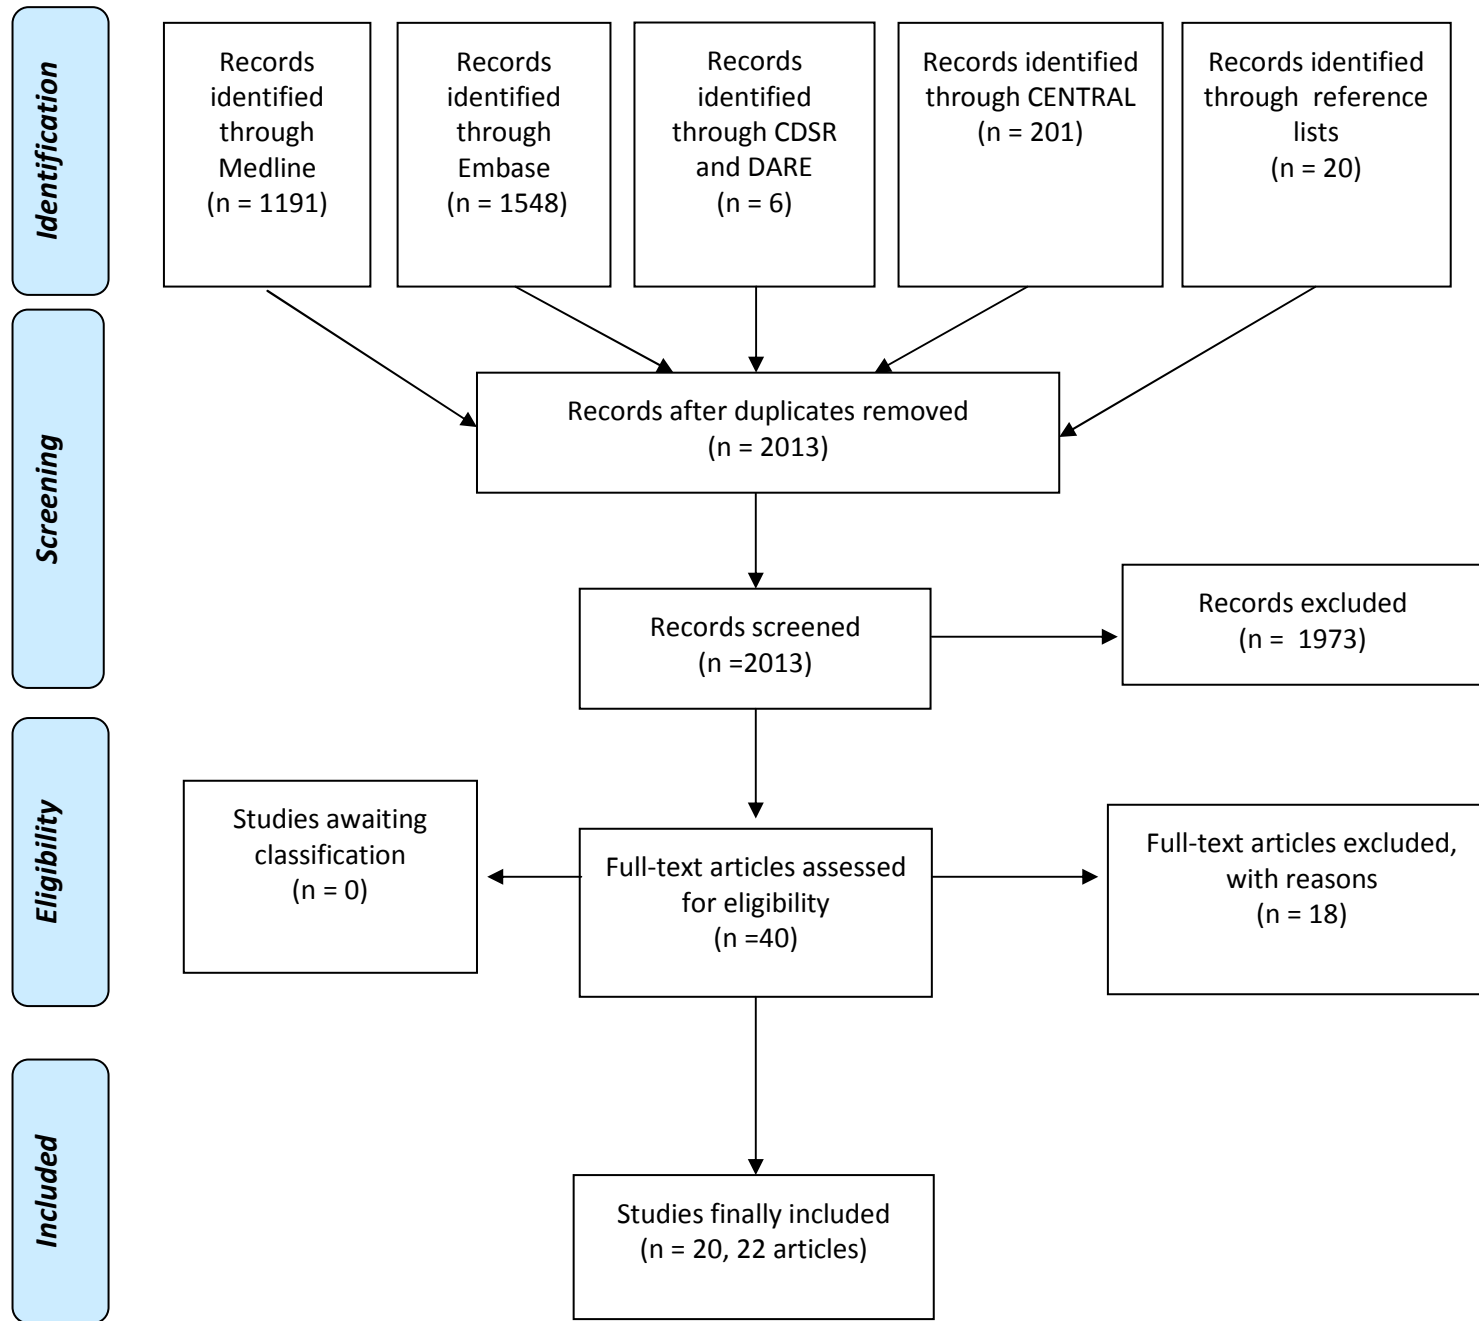 Identification
Records
identified
through
Medline
(n = 1191)
Records
identified
through
Embase
(n = 1548)
Records
identified
through CDSR
and DARE
(n = 6)
Records identified
through CENTRAL
(n = 201)
Records identified
through  reference
lists
(n = 20)
Screening
Records after duplicates removed
(n = 2013)
Records screened
(n =2013)
Records excluded
(n =  1973)
Eligibility
Studies awaiting
classification
(n = 0)
Full-text articles assessed
for eligibility
(n =40)
Full-text articles excluded,
with reasons
(n = 18)
Included
Studies finally included
(n = 20, 22 articles)